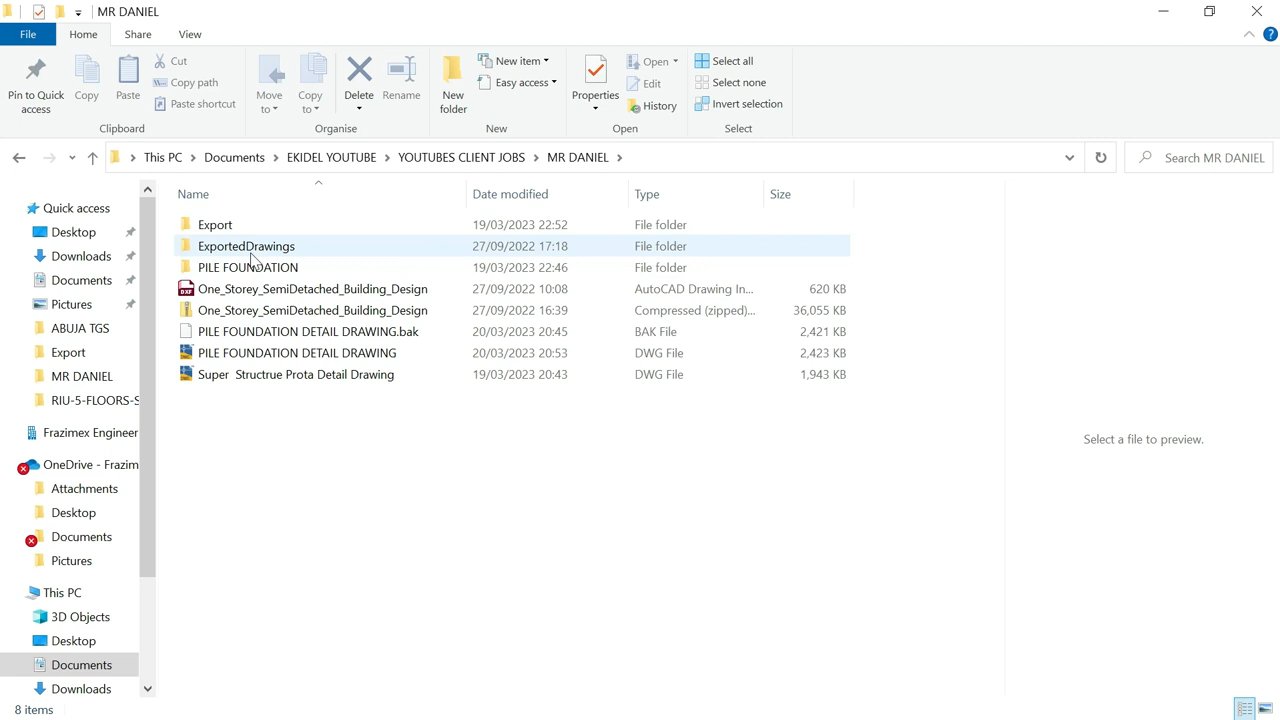 MR DANIEL
File Home Share View
Pin to Quick access
Copy
Paste
Cut
Copy path
Paste shortcut
Clipboard
Move to
Copy to
Delete
Rename
Organise
New folder
New item
Easy access
New
Properties
Open
Edit
History
Open
Select all
Select none
Invert selection
Select
This PC > Documents > EKIDEL YOUTUBE > YOUTUBES CLIENT JOBS > MR DANIEL >
Search MR DANIEL
Quick access
Desktop
Downloads
Documents
Pictures
ABUJA TGS
Export
MR DANIEL
RIU-5-FLOORS-S
Frazimex Engineer
OneDrive - Frazim
Attachments
Desktop
Documents
Pictures
This PC
3D Objects
Desktop
Documents
Downloads
Name Date modified Type Size
Export 19/03/2023 22:52 File folder
ExportedDrawings 27/09/2022 17:18 File folder
PILE FOUNDATION 19/03/2023 22:46 File folder
DXF One_Storey_SemiDetached_Building_Design 27/09/2022 10:08 AutoCAD Drawing In... 620 KB
One_Storey_SemiDetached_Building_Design 27/09/2022 16:39 Compressed (zipped)... 36,055 KB
PILE FOUNDATION DETAIL DRAWING.bak 20/03/2023 20:45 BAK File 2,421 KB
PILE FOUNDATION DETAIL DRAWING 20/03/2023 20:53 DWG File 2,423 KB
Super Structrue Prota Detail Drawing 19/03/2023 20:43 DWG File 1,943 KB
Select a file to preview.
8 items